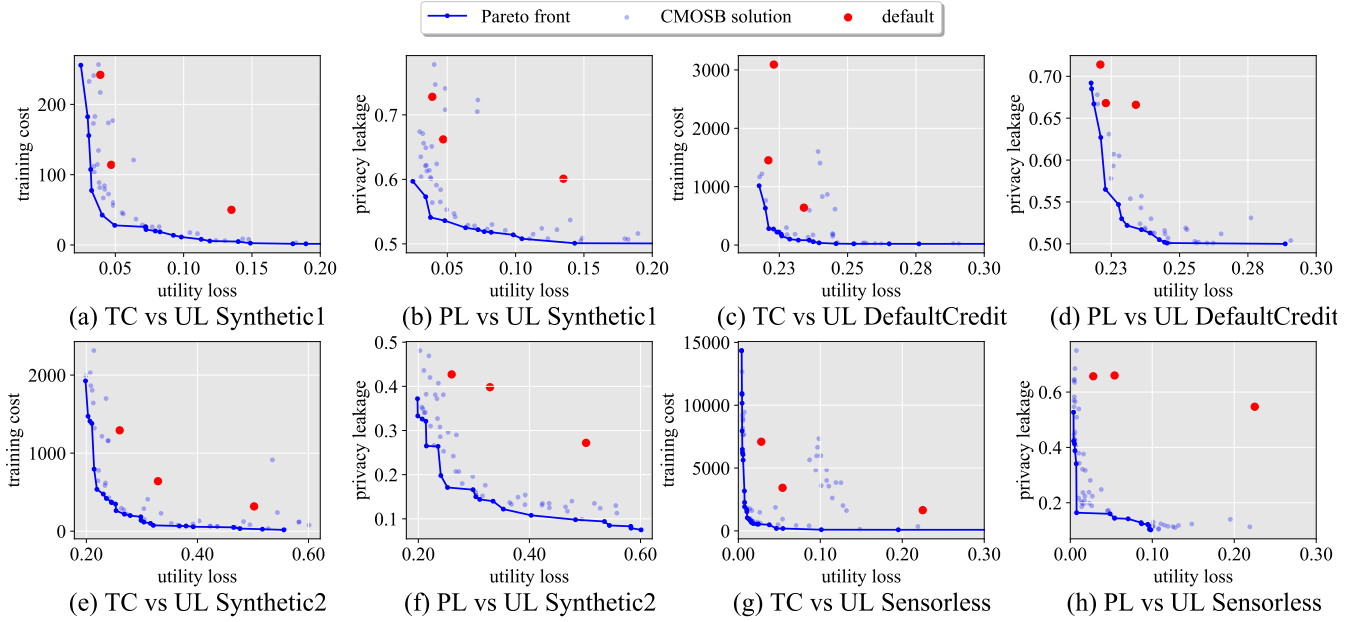 Pareto front CMOSB solution default
training cost
200
100
0
0.05 0.10 0.15 0.20
utility loss
(a) TC vs UL Synthetic1
privacy leakage
0.7
0.6
0.5
0.05 0.10 0.15 0.20
utility loss
(b) PL vs UL Synthetic1
training cost
3000
2000
1000
0
0.23 0.25 0.28 0.30
utility loss
(c) TC vs UL DefaultCredit
privacy leakage
0.70
0.65
0.60
0.55
0.50
0.23 0.25 0.28 0.30
utility loss
(d) PL vs UL DefaultCredit
training cost
2000
1000
0
0.20 0.40 0.60
utility loss
(e) TC vs UL Synthetic2
privacy leakage
0.5
0.4
0.3
0.2
0.1
0.20 0.40 0.60
utility loss
(f) PL vs UL Synthetic2
training cost
15000
10000
5000
0
0.00 0.10 0.20 0.30
utility loss
(g) TC vs UL Sensorless
privacy leakage
0.6
0.4
0.2
0.00 0.10 0.20 0.30
utility loss
(h) PL vs UL Sensorless